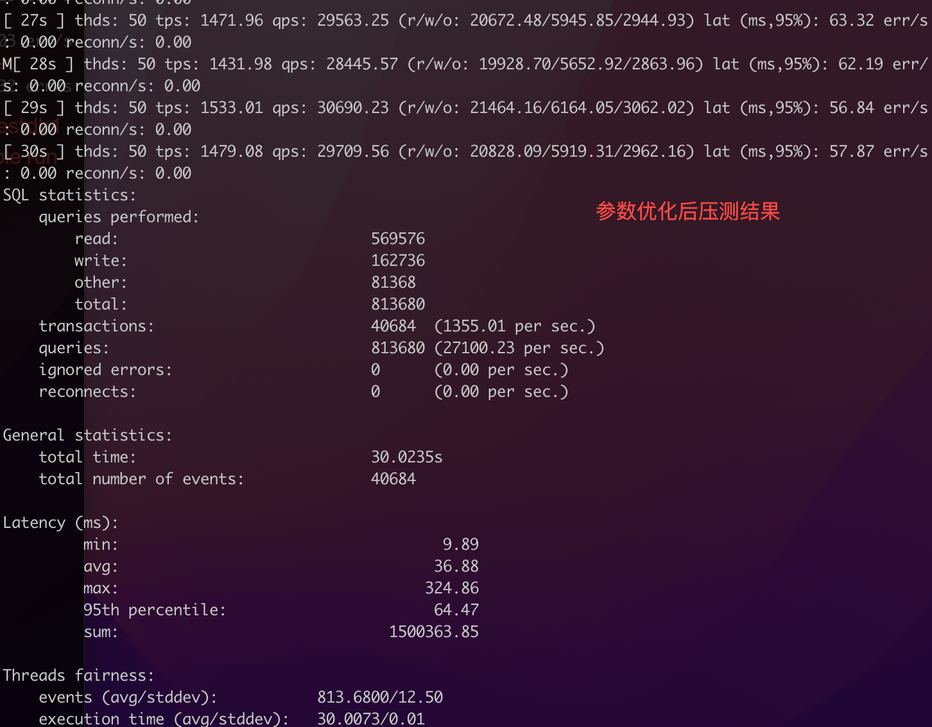 : 0.00 reconn/s: 0.00
[ 27s ] thds: 50 tps: 1471.96 qps: 29563.25 (r/w/o: 20672.48/5945.85/2944.93) lat (ms,95%): 63.32 err/s
: 0.00 reconn/s: 0.00
M[ 28s ] thds: 50 tps: 1431.98 qps: 28445.57 (r/w/o: 19928.70/5652.92/2863.96) lat (ms,95%): 62.19 err/
s: 0.00 reconn/s: 0.00
[ 29s ] thds: 50 tps: 1533.01 qps: 30690.23 (r/w/o: 21464.16/6164.05/3062.02) lat (ms,95%): 56.84 err/s
: 0.00 reconn/s: 0.00
[ 30s ] thds: 50 tps: 1479.08 qps: 29709.56 (r/w/o: 20828.09/5919.31/2962.16) lat (ms,95%): 57.87 err/s
: 0.00 reconn/s: 0.00
SQL statistics:
参数优化后压测结果
queries performed:
read: 569576
write: 162736
other: 81368
total: 813680
transactions: 40684 (1355.01 per sec.)
queries: 813680 (27100.23 per sec.)
ignored errors: 0 (0.00 per sec.)
reconnects: 0 (0.00 per sec.)
General statistics:
total time: 30.0235s
total number of events: 40684
Latency (ms):
min: 9.89
avg: 36.88
max: 324.86
95th percentile: 64.47
sum: 1500363.85
Threads fairness:
events (avg/stddev): 813.6800/12.50
execution time (avg/stddev): 30.0073/0.01